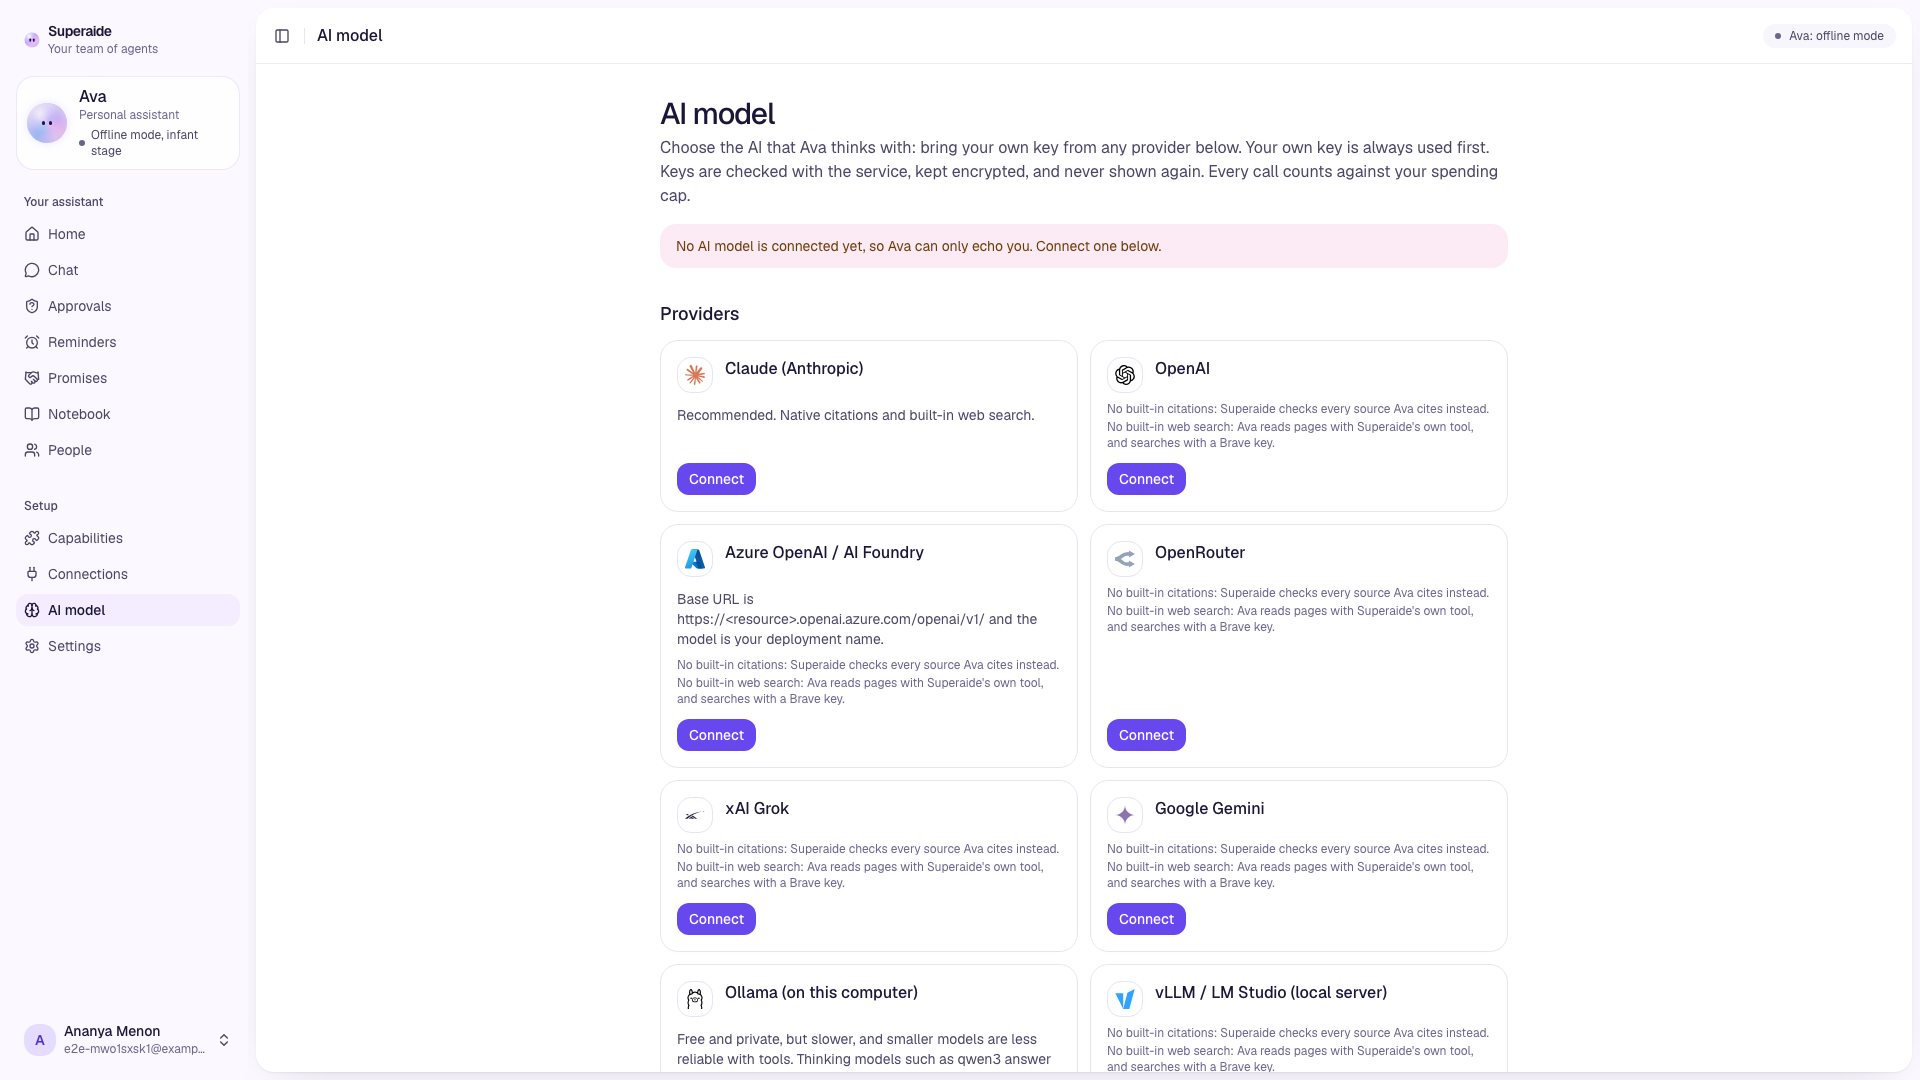 Superaide
Your team of agents
Ava
Personal assistant
Offline mode, infant
stage
Your assistant
Home
Chat
Approvals
Reminders
Promises
Notebook
People
Setup
Capabilities
Connections
AI model
Settings
A
Ananya Menon
e2e-mwo1sxsk1@examp...
AI model
Ava: offline mode
AI model
Choose the AI that Ava thinks with: bring your own key from any provider below. Your own key is always used first.
Keys are checked with the service, kept encrypted, and never shown again. Every call counts against your spending
cap.
No AI model is connected yet, so Ava can only echo you. Connect one below.
Providers
Claude (Anthropic)
Recommended. Native citations and built-in web search.
Connect
OpenAI
No built-in citations: Superaide checks every source Ava cites instead.
No built-in web search: Ava reads pages with Superaide's own tool,
and searches with a Brave key.
Connect
Azure OpenAI / AI Foundry
Base URL is
https://<resource>.openai.azure.com/openai/v1/ and the
model is your deployment name.
No built-in citations: Superaide checks every source Ava cites instead.
No built-in web search: Ava reads pages with Superaide's own tool,
and searches with a Brave key.
Connect
OpenRouter
No built-in citations: Superaide checks every source Ava cites instead.
No built-in web search: Ava reads pages with Superaide's own tool,
and searches with a Brave key.
Connect
xAI Grok
No built-in citations: Superaide checks every source Ava cites instead.
No built-in web search: Ava reads pages with Superaide's own tool,
and searches with a Brave key.
Connect
Google Gemini
No built-in citations: Superaide checks every source Ava cites instead.
No built-in web search: Ava reads pages with Superaide's own tool,
and searches with a Brave key.
Connect
Ollama (on this computer)
Free and private, but slower, and smaller models are less
reliable with tools. Thinking models such as qwen3 answer
vLLM / LM Studio (local server)
No built-in citations: Superaide checks every source Ava cites instead.
No built-in web search: Ava reads pages with Superaide's own tool,
and searches with a Brave key.